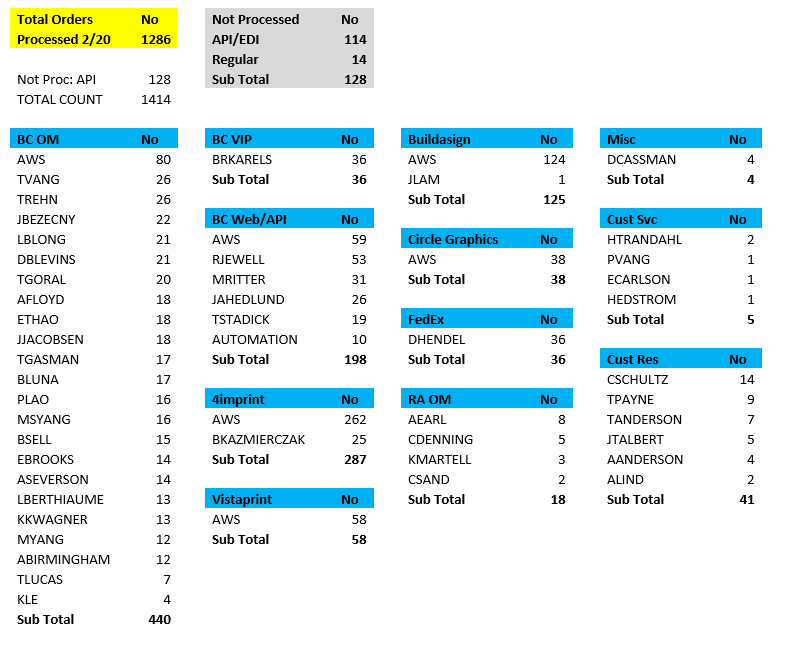 Total Orders No
Processed 2/20 1286
Not Proc: API 128
TOTAL COUNT 1414
Not Processed No
API/EDI 114
Regular 14
Sub Total 128
BC OM No
AWS 80
TVANG 26
TREHN 26
JBEZECNY 22
LBLONG 21
DBLEVINS 21
TGORAL 20
AFLOYD 18
ETHAO 18
JJACOBSEN 18
TGASMAN 17
BLUNA 17
PLAO 16
MSYANG 16
BSELL 15
EBROOKS 14
ASEVERSON 14
LBERTHIAUME 13
KKWAGNER 13
MYANG 12
ABIRMINGHAM 12
TLUCAS 7
KLE 4
Sub Total 440
BC VIP No
BRKARELS 36
Sub Total 36
BC Web/API No
AWS 59
RJEWELL 53
MRITTER 31
JAHEDLUND 26
TSTADICK 19
AUTOMATION 10
Sub Total 198
4imprint No
AWS 262
BKAZMIERCZAK 25
Sub Total 287
Vistaprint No
AWS 58
Sub Total 58
Buildasign No
AWS 124
JLAM 1
Sub Total 125
Circle Graphics No
AWS 38
Sub Total 38
FedEx No
DHENDEL 36
Sub Total 36
RA OM No
AEARL 8
CDENNING 5
KMARTELL 3
CSAND 2
Sub Total 18
Misc No
DCASSMAN 4
Sub Total 4
Cust Svc No
HTRANDAHL 2
PVANG 1
ECARLSON 1
HEDSTROM 1
Sub Total 5
Cust Res No
CSCHULTZ 14
TPAYNE 9
TANDERSON 7
JTALBERT 5
AANDERSON 4
ALIND 2
Sub Total 41